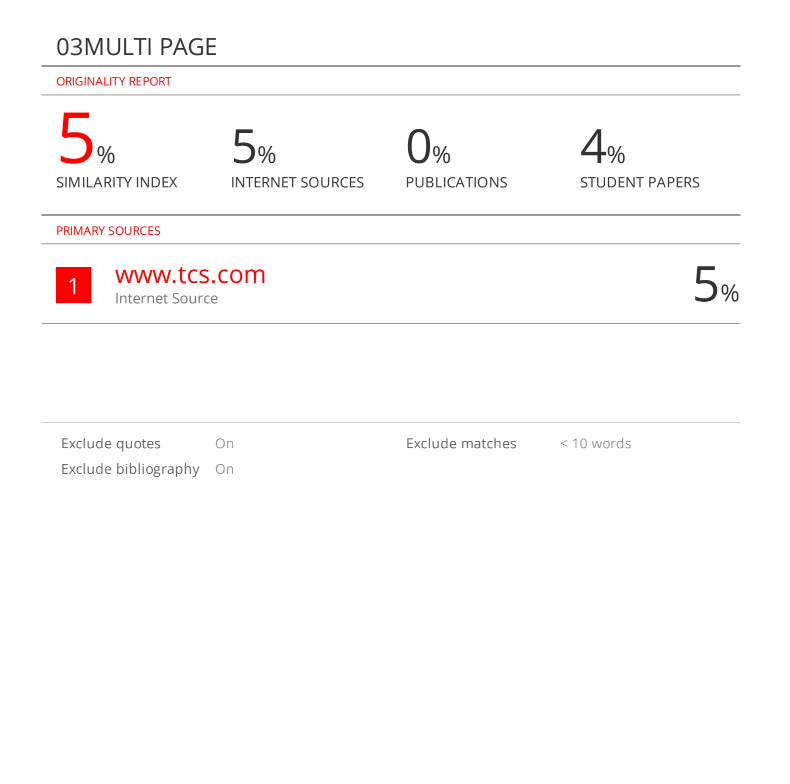 03MULTI PAGE
ORIGINALITY REPORT
5% 5% 0% 4%
SIMILARITY INDEX INTERNET SOURCES PUBLICATIONS STUDENT PAPERS
PRIMARY SOURCES
1 www.tcs.com 5%
Internet Source
Exclude quotes On Exclude matches < 10 words
Exclude bibliography On